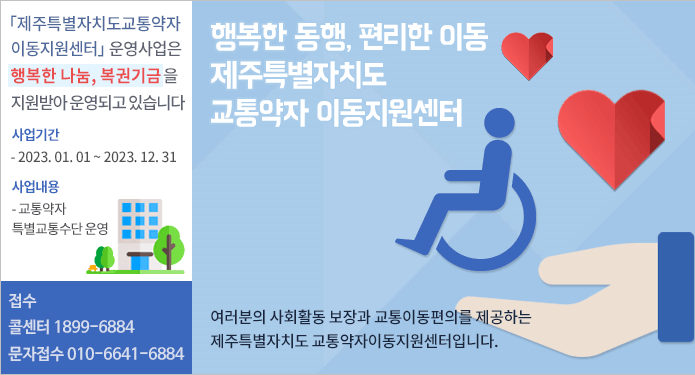 「제주특별자치도교통약자
이동지원센터」 운영사업은
행복한 나눔, 복권기금을
지원받아 운영되고 있습니다
사업기간
- 2023. 01. 01 ~ 2023. 12. 31
사업내용
- 교통약자
특별교통수단 운영
접수
콜센터 1899-6884
문자접수 010-6641-6884
행복한 동행, 편리한 이동
제주특별자치도
교통약자 이동지원센터
여러분의 사회활동 보장과 교통이동편의를 제공하는
제주특별자치도 교통약자이동지원센터입니다.